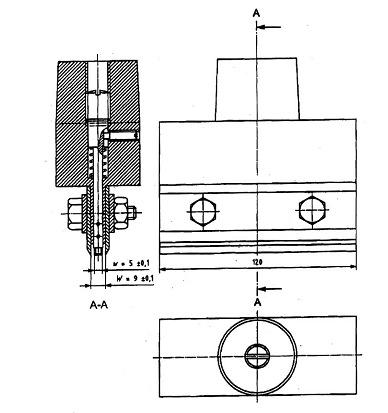 A
w = 5 ±0,1
120
W = 9 ±0,1
A-A
A